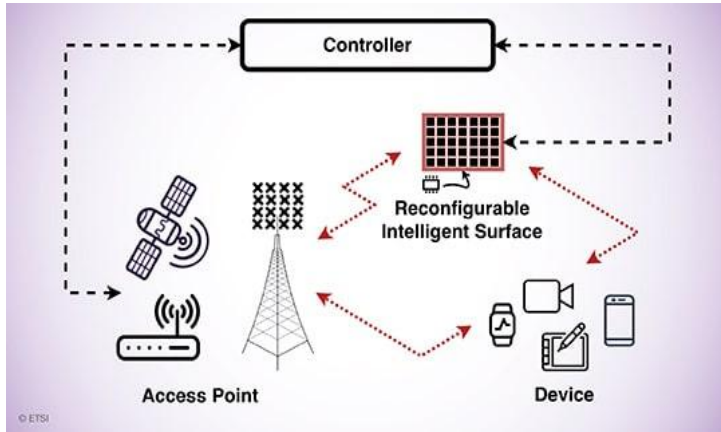 Controller
Reconfigurable
Intelligent Surface
Access Point
Device
© ETSI